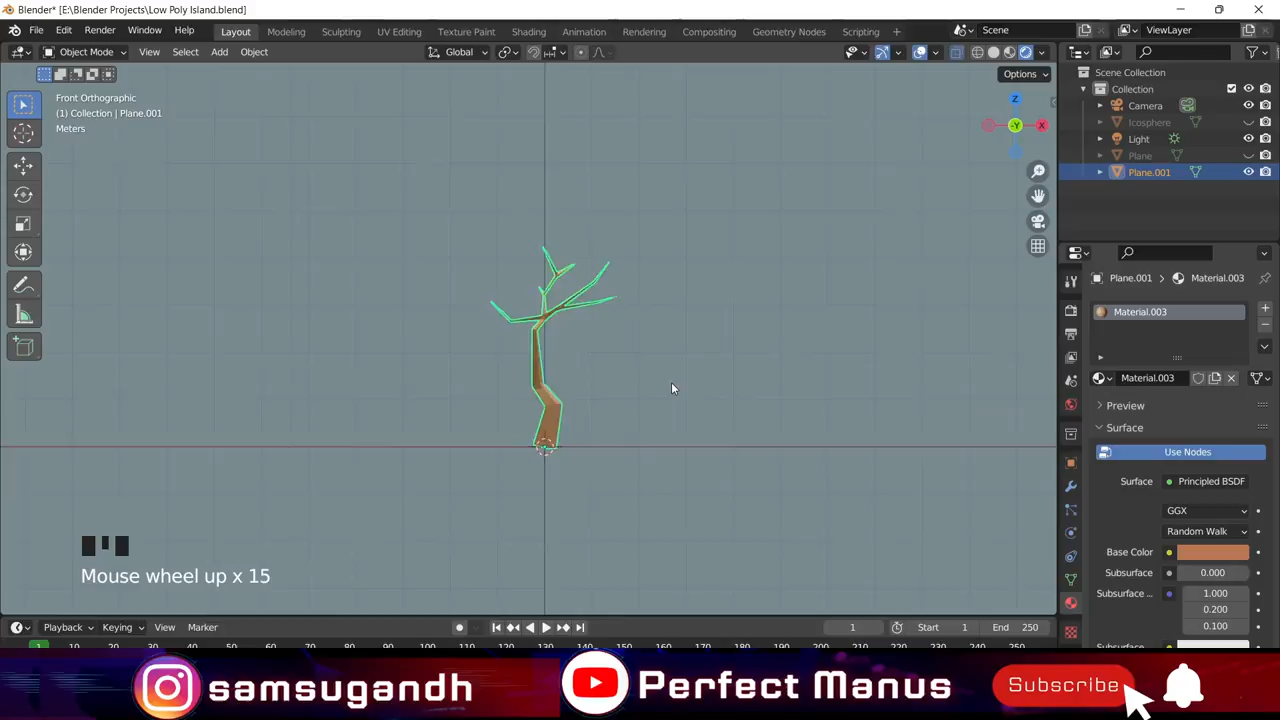 Blender* [E:\Blender Projects\Low Poly Island.blend]
File Edit Render Window Help Layout Modeling Sculpting UV Editing Texture Paint Shading Animation Rendering Compositing Geometry Nodes Scripting + Scene ViewLayer
Object Mode View Select Add Object Global
Options
Front Orthographic
(1) Collection | Plane.001
Meters
Z
-Y
X
Scene Collection
Collection
Camera
Icosphere
Light
Plane
Plane.001
Plane.001 > Material.003
Material.003
Material.003
Preview
Surface
Use Nodes
Surface Principled BSDF
GGX
Random Walk
Base Color
Subsurface 0.000
Subsurface ... 1.000
0.200
0.100
Mouse wheel up x 15
Playback Keying View Marker 1 Start 1 End 250
1
samsugandh
Perfect Manus
Subscribe